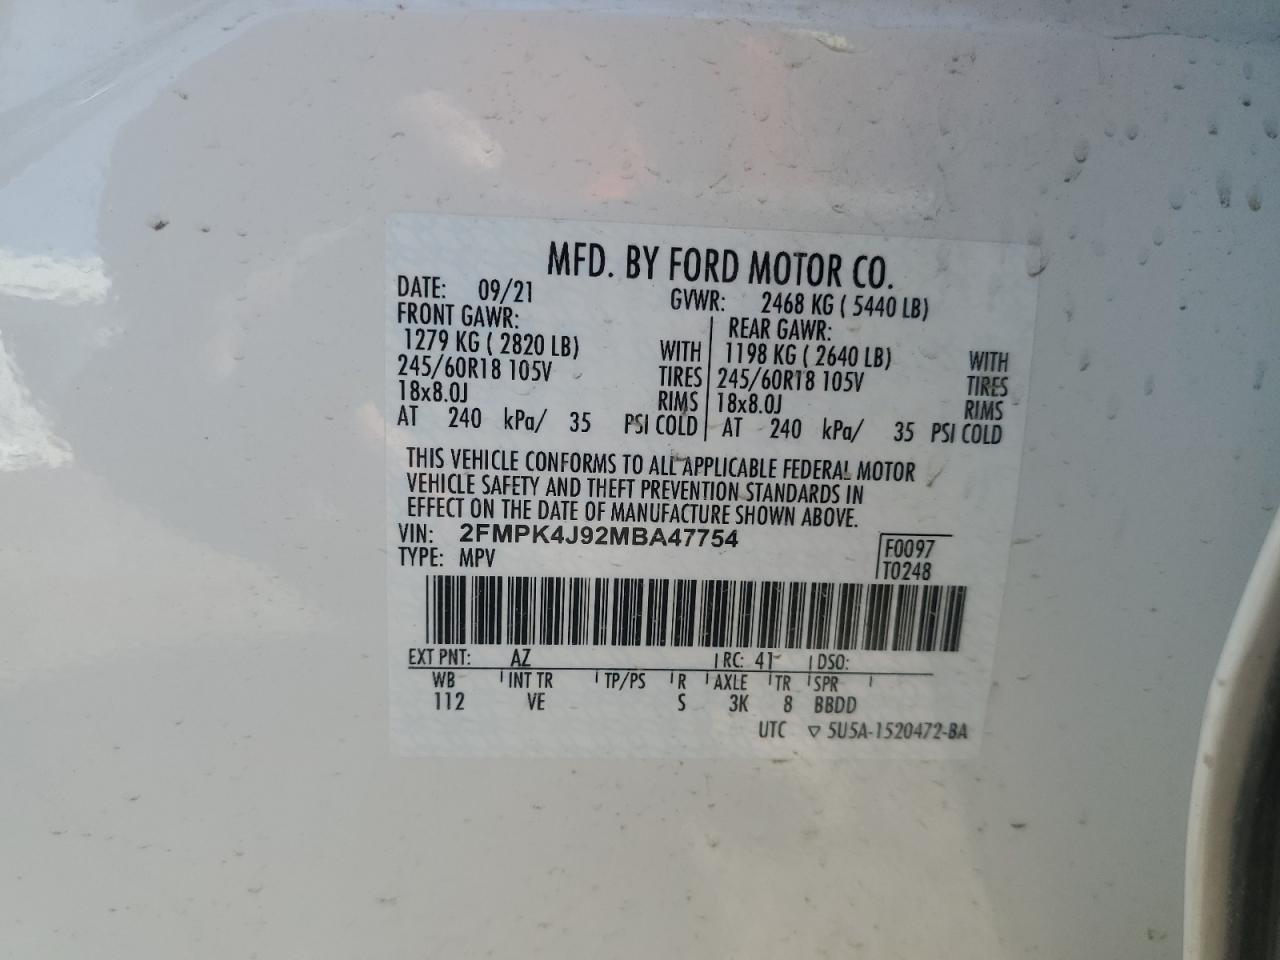 MFD. BY FORD MOTOR CO.
DATE: 09/21 GVWR: 2468 KG ( 5440 LB)
FRONT GAWR: REAR GAWR:
1279 KG ( 2820 LB) WITH 1198 KG ( 2640 LB) WITH
245/60R18 105V TIRES 245/60R18 105V TIRES
18x8.0J RIMS 18x8.0J RIMS
AT 240 kPa/ 35 PSI COLD AT 240 kPa/ 35 PSI COLD
THIS VEHICLE CONFORMS TO ALL APPLICABLE FEDERAL MOTOR
VEHICLE SAFETY AND THEFT PREVENTION STANDARDS IN
EFFECT ON THE DATE OF MANUFACTURE SHOWN ABOVE.
VIN: 2FMPK4J92MBA47754 F0097
TYPE: MPV T0248
EXT PNT: AZ RC: 41 DSO:
WB INT TR TP/PS R AXLE TR SPR
112 VE S 3K 8 BBDD
UTC ▽ 5U5A-1520472-BA